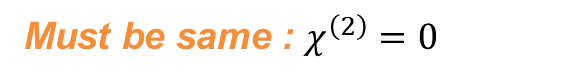 Must be same : χ⁽²⁾ = 0